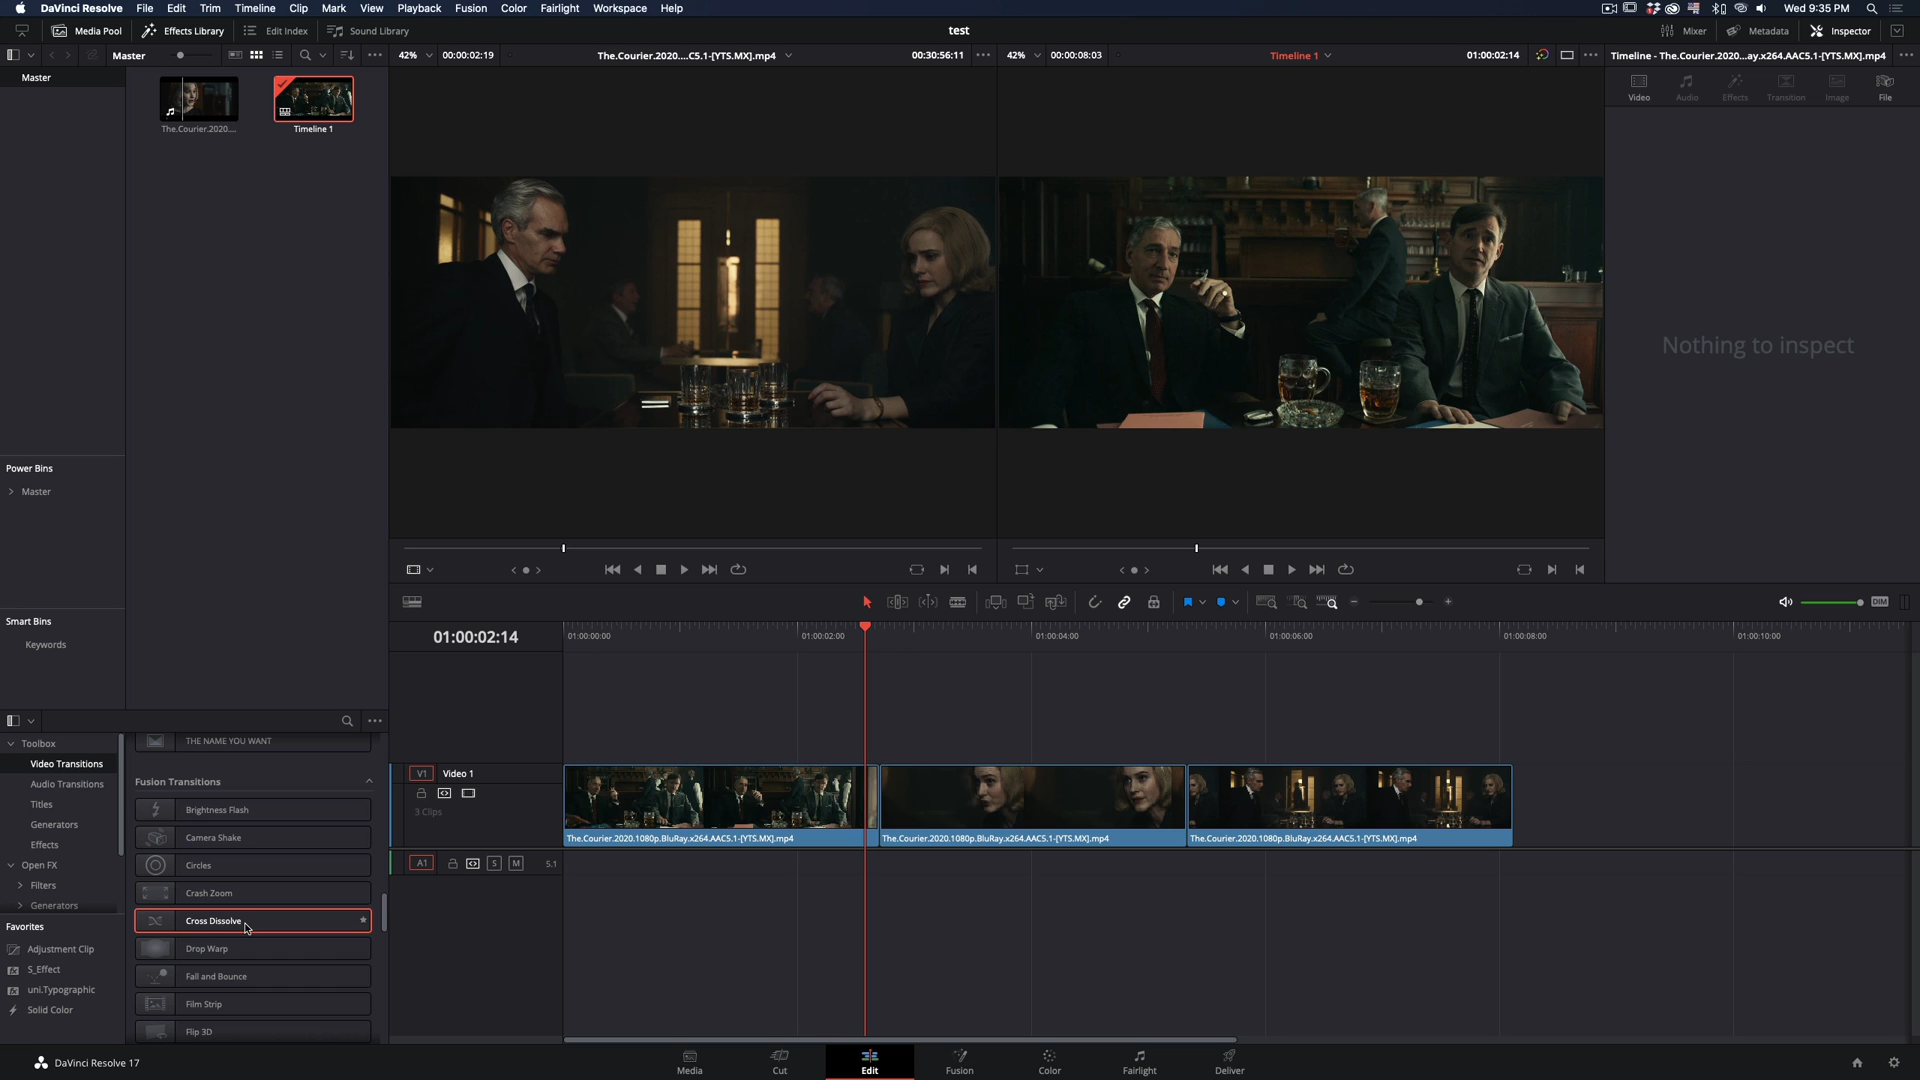 DaVinci Resolve File Edit Trim Timeline Clip Mark View Playback Fusion Color Fairlight Workspace Help Wed 9:35 PM
Media Pool Effects Library Edit Index Sound Library test Mixer Metadata Inspector
Master 42% 00:00:02:19 The.Courier.2020....C5.1-[YTS.MX].mp4 00:30:56:11 42% 00:00:08:03 Timeline 1 01:00:02:14 Timeline - The.Courier.2020...ay.x264.AAC5.1-[YTS.MX].mp4
Master
Video Audio Effects Transition Image File
The.Courier.2020.... Timeline 1
Nothing to inspect
Power Bins
Master
Smart Bins
Keywords
DIM
01:00:02:14 01:00:00:00 01:00:02:00 01:00:04:00 01:00:06:00 01:00:08:00 01:00:10:00
Toolbox
Video Transitions
Audio Transitions
Titles
Generators
Effects
Open FX
Filters
Generators
Favorites
Adjustment Clip
S_Effect
uni.Typographic
Solid Color
THE NAME YOU WANT
Fusion Transitions
Brightness Flash
Camera Shake
Circles
Crash Zoom
Cross Dissolve
Drop Warp
Fall and Bounce
Film Strip
Flip 3D
V1 Video 1
3 Clips
The.Courier.2020.1080p.BluRay.x264.AAC5.1-[YTS.MX].mp4 The.Courier.2020.1080p.BluRay.x264.AAC5.1-[YTS.MX].mp4 The.Courier.2020.1080p.BluRay.x264.AAC5.1-[YTS.MX].mp4
A1 S M 5.1
DaVinci Resolve 17 Media Cut Edit Fusion Color Fairlight Deliver